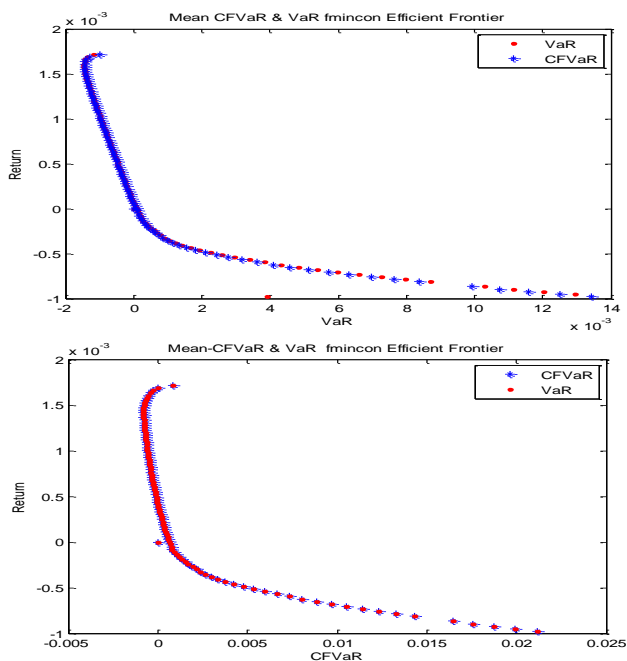 Mean CFVaR & VaR fmincon Efficient Frontier
x 10^-3
2
1.5
1
0.5
0
-0.5
-1
Return
VaR
CFVaR
-2 0 2 4 6 8 10 12 14
VaR
x 10^-3
Mean-CFVaR & VaR fmincon Efficient Frontier
x 10^-3
2
1.5
1
0.5
0
-0.5
-1
Return
CFVaR
VaR
-0.005 0 0.005 0.01 0.015 0.02 0.025
CFVaR